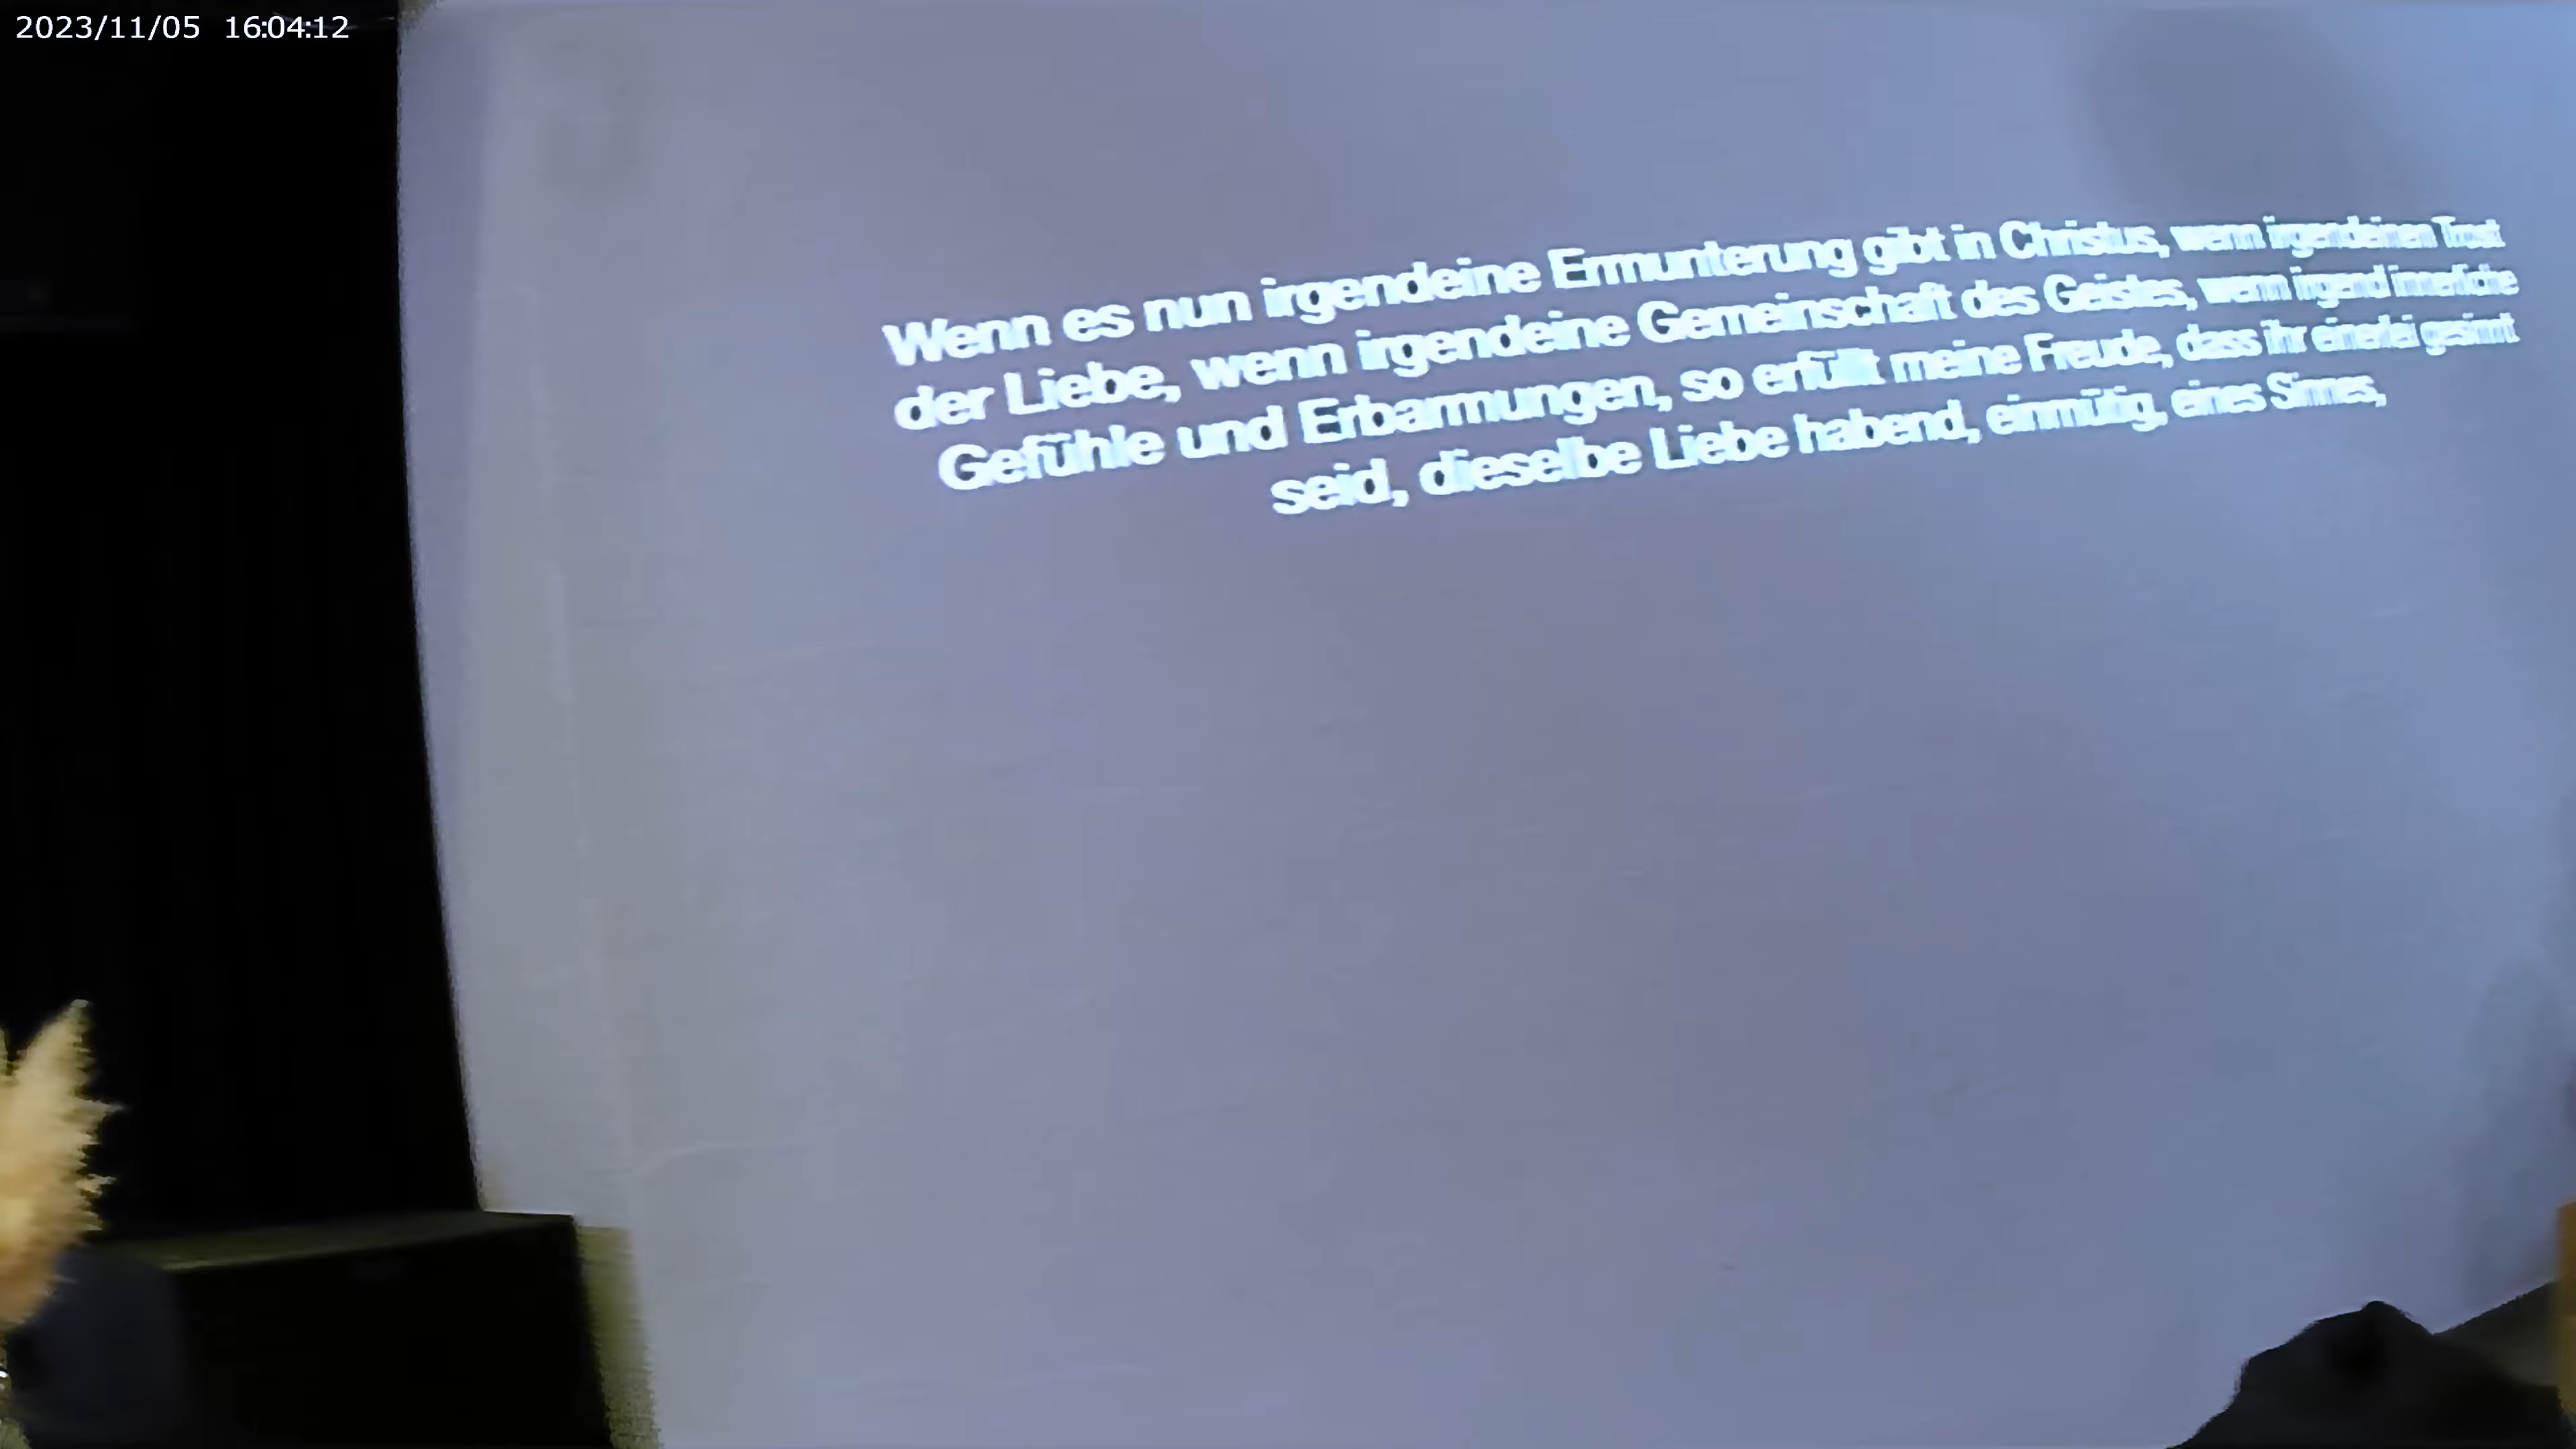 2023/11/05 16:04:12
Wenn es nun irgendeine Ermunterung gibt in Christus, wenn irgendeinen Trost
der Liebe, wenn irgendeine Gemeinschaft des Geistes, wenn irgend innerliche
Gefühle und Erbarmungen, so erfüllt meine Freude, dass ihr einerlei gesinnt
seid, dieselbe Liebe habend, einmütig, eines Sinnes,